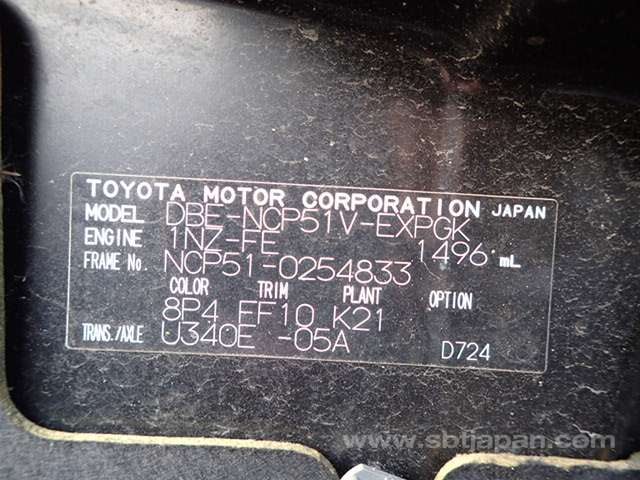 TOYOTA MOTOR CORPORATION JAPAN
MODEL DBE-NCP51V-EXPGK
ENGINE 1NZ-FE 1496 mL
FRAME No. NCP51-0254833
COLOR TRIM PLANT OPTION
8P4 FF10 K21
TRANS./AXLE U340E -05A D724
www.sbtjapan.com